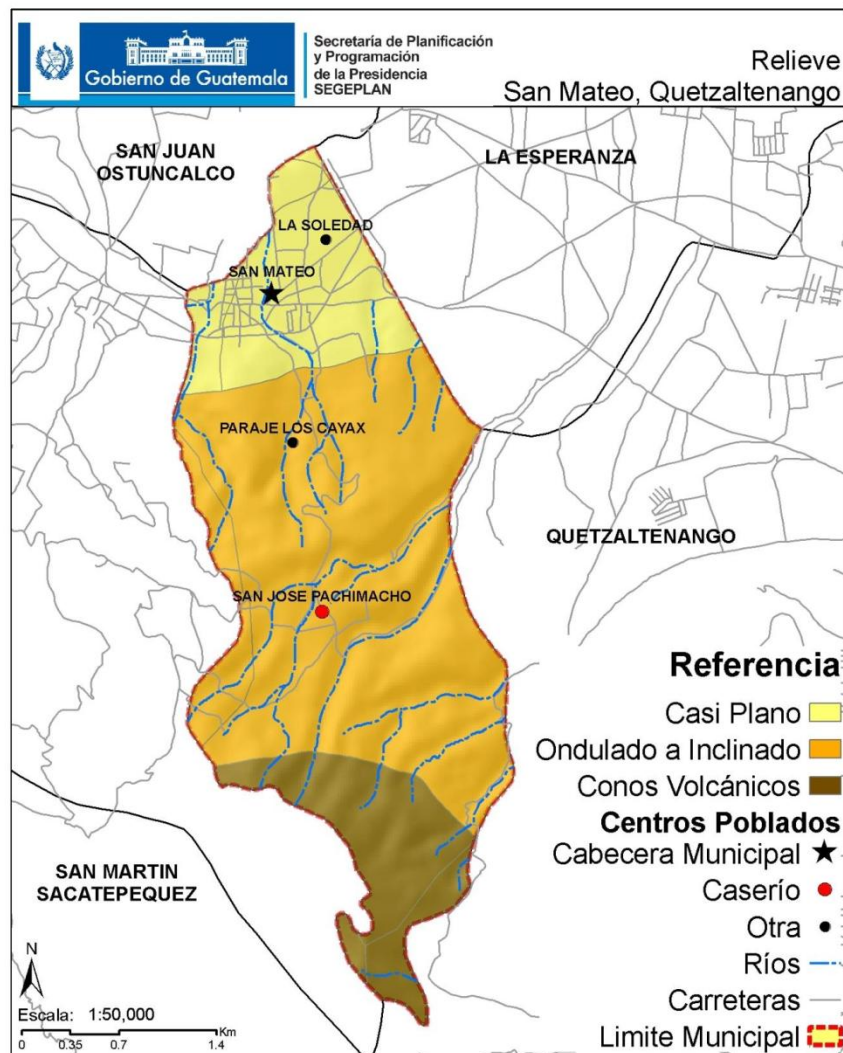 Gobierno de Guatemala
Secretaría de Planificación
y Programación
de la Presidencia
SEGEPLAN
Relieve
San Mateo, Quetzaltenango
SAN JUAN
OSTUNCALCO
LA ESPERANZA
LA SOLEDAD
SAN MATEO
PARAJE LOS CAYAX
QUETZALTENANGO
SAN JOSE PACHIMACHO
SAN MARTIN
SACATEPEQUEZ
Referencia
Casi Plano
Ondulado a Inclinado
Conos Volcánicos
Centros Poblados
Cabecera Municipal
Caserío
Otra
Ríos
Carreteras
Limite Municipal
N
Escala: 1:50,000
Km
0 0.35 0.7 1.4